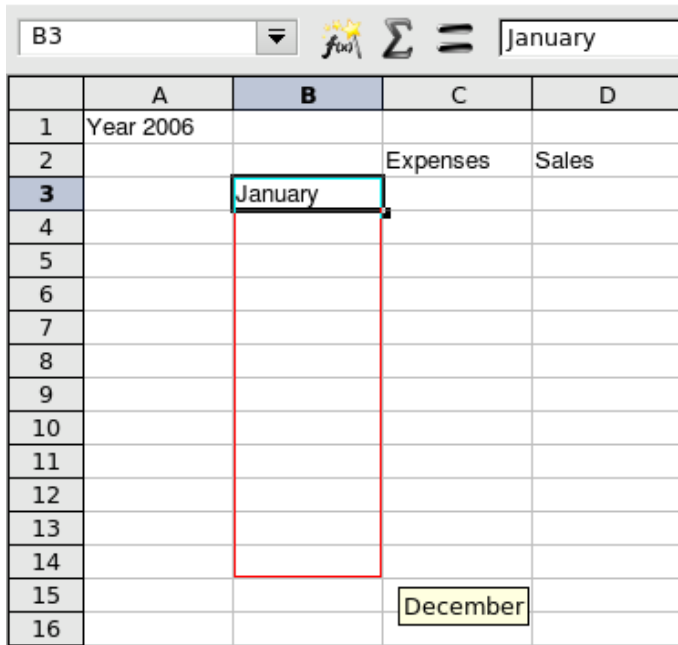 B3 f(x) Σ = January
A B C D
1 Year 2006
2 Expenses Sales
3 January
4
5
6
7
8
9
10
11
12
13
14
15 December
16